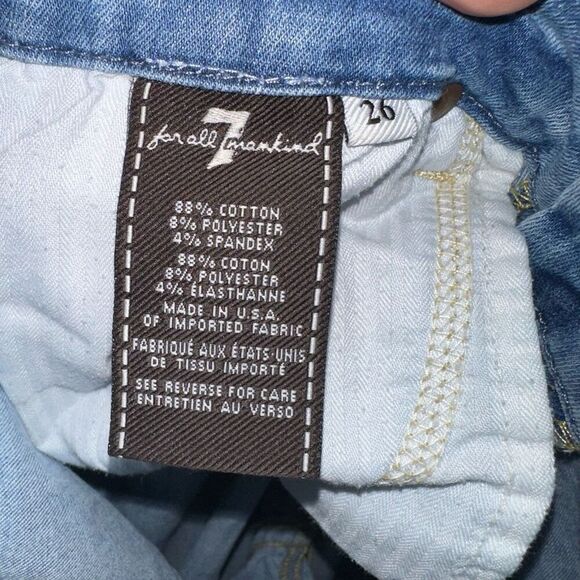 7
for all mankind
26
88% COTTON
8% POLYESTER
4% SPANDEX
88% COTON
8% POLYESTER
4% ÉLASTHANNE
MADE IN U.S.A.
OF IMPORTED FABRIC
FABRIQUÉ AUX ÉTATS UNIS
DE TISSU IMPORTÉ
SEE REVERSE FOR CARE
ENTRETIEN AU VERSO